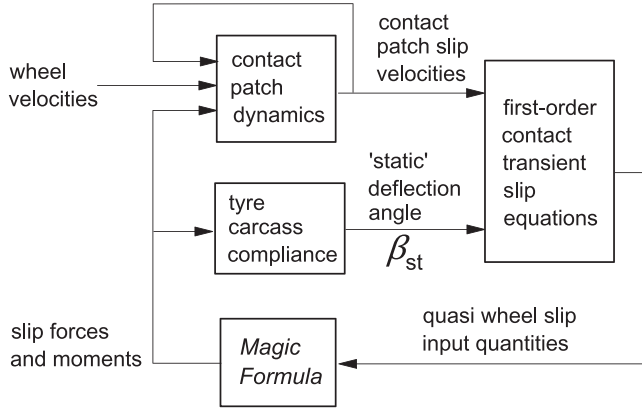 contact
patch slip
velocities
wheel
velocities
contact
patch
dynamics
first-order
contact
transient
slip
equations
'static'
deflection
angle
β st
tyre
carcass
compliance
slip forces
and moments
Magic
Formula
quasi wheel slip
input quantities